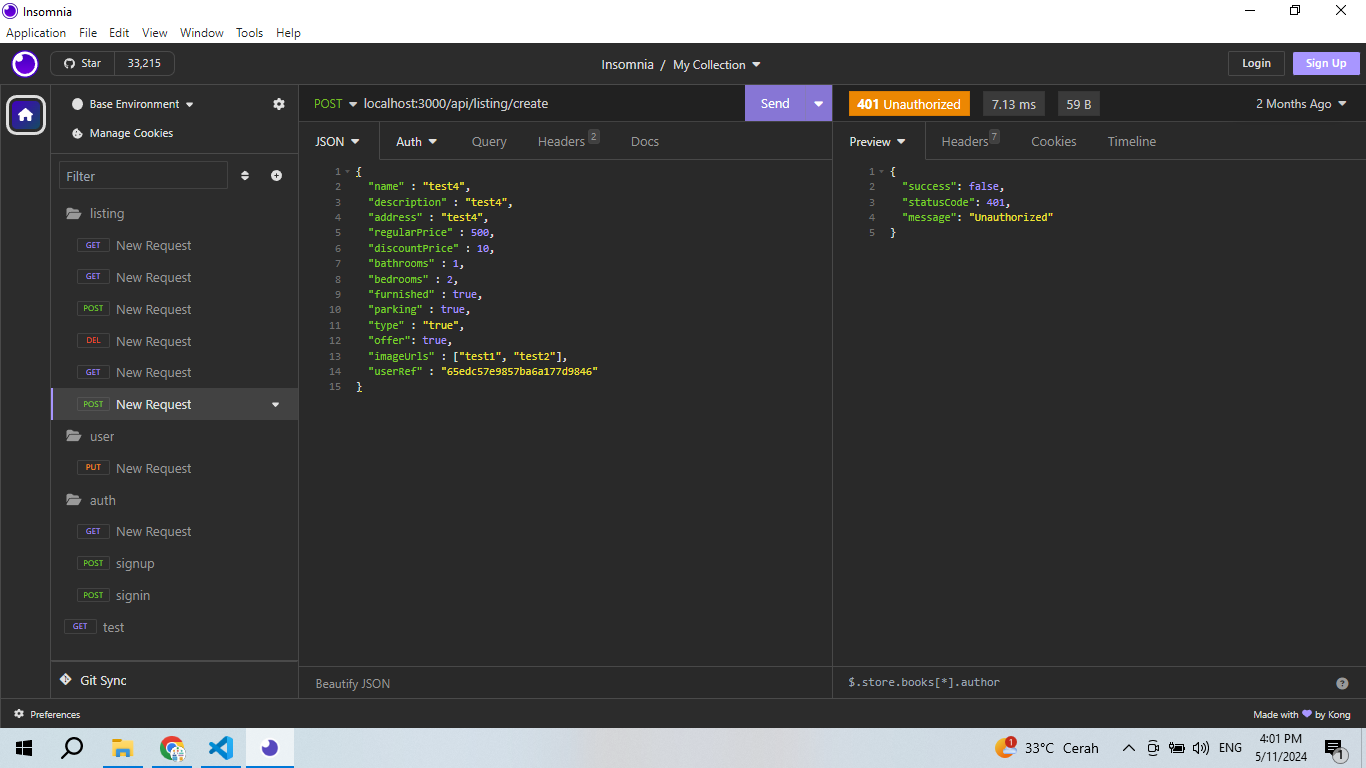 Insomnia
Application File Edit View Window Tools Help
Star 33,215
Insomnia / My Collection
Login Sign Up
Base Environment
Manage Cookies
Filter
listing
GET New Request
GET New Request
POST New Request
DEL New Request
GET New Request
POST New Request
user
PUT New Request
auth
GET New Request
POST signup
POST signin
GET test
Git Sync
POST localhost:3000/api/listing/create Send
JSON Auth Query Headers 2 Docs
1 {
2 "name" : "test4",
3 "description" : "test4",
4 "address" : "test4",
5 "regularPrice" : 500,
6 "discountPrice" : 10,
7 "bathrooms" : 1,
8 "bedrooms" : 2,
9 "furnished" : true,
10 "parking" : true,
11 "type" : "true",
12 "offer": true,
13 "imageUrls" : ["test1", "test2"],
14 "userRef" : "65edc57e9857ba6a177d9846"
15 }
Beautify JSON
401 Unauthorized 7.13 ms 59 B 2 Months Ago
Preview Headers 7 Cookies Timeline
1 {
2 "success": false,
3 "statusCode": 401,
4 "message": "Unauthorized"
5 }
$.store.books[*].author
Preferences
Made with by Kong
1 33°C Cerah ENG 4:01 PM
5/11/2024
1